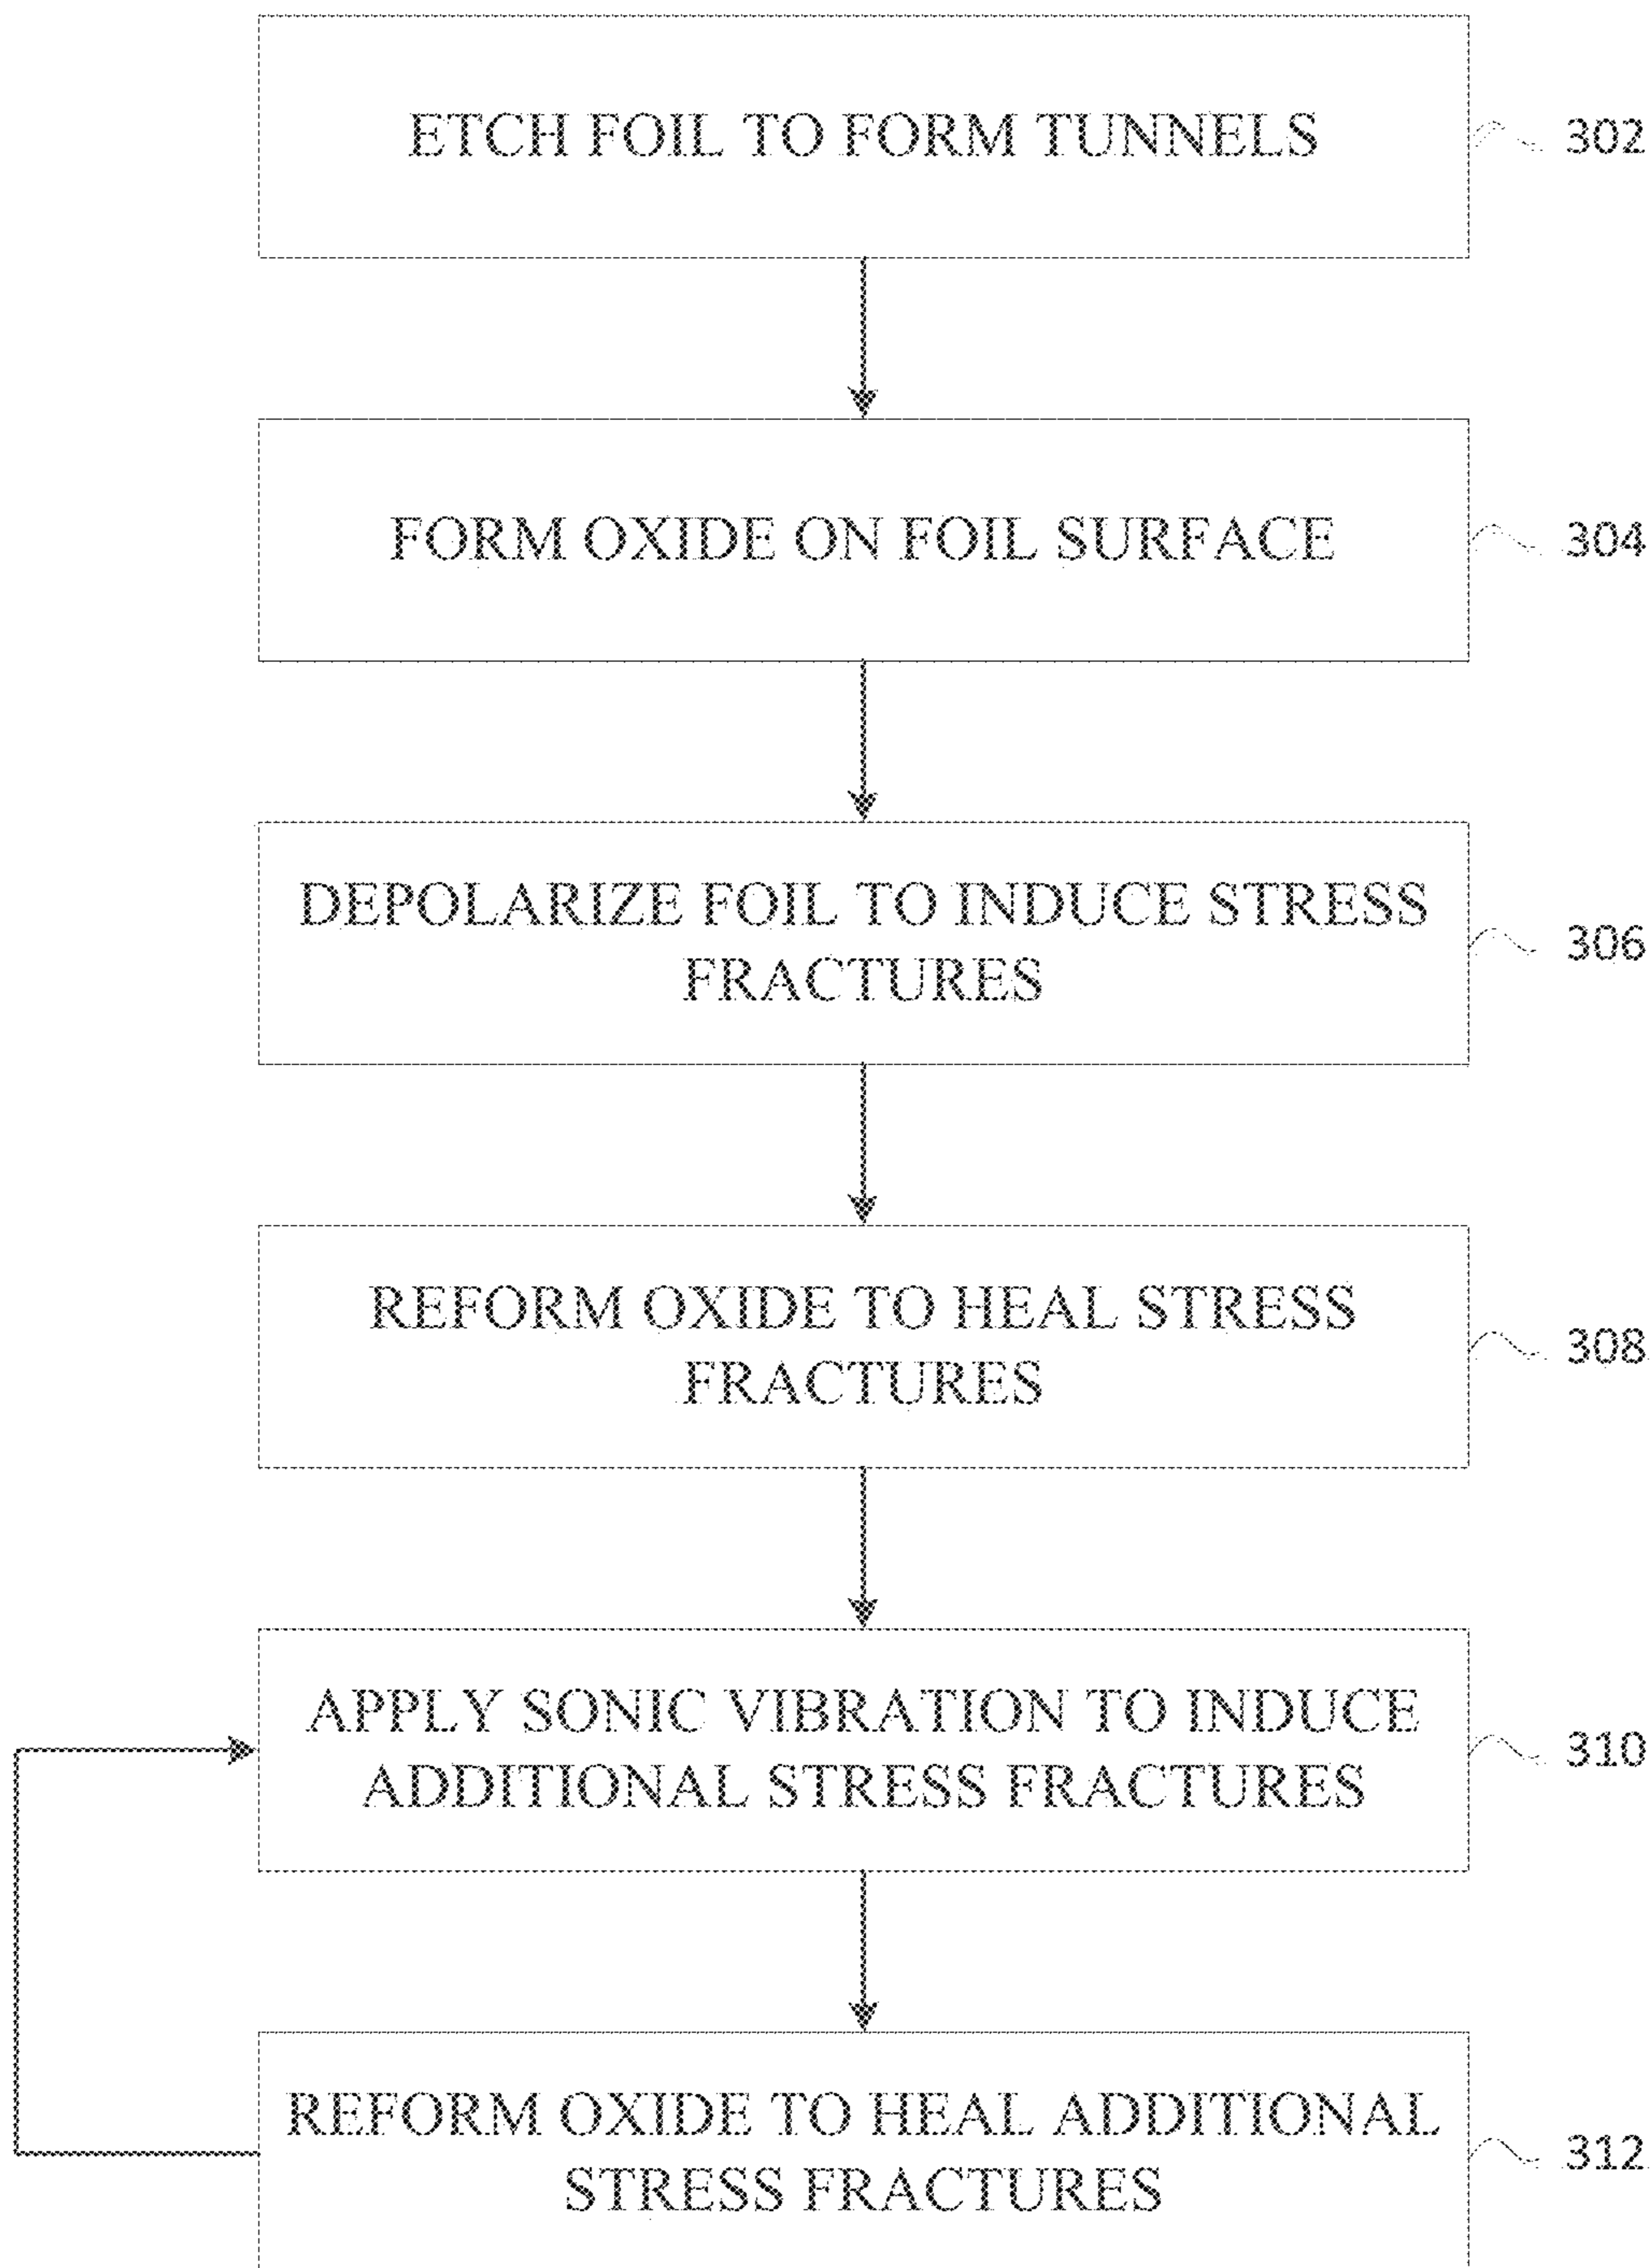 ETCH FOIL TO FORM TUNNELS
302
FORM OXIDE ON FOIL SURFACE
304
DEPOLARIZE FOIL TO INDUCE STRESS
FRACTURES
306
REFORM OXIDE TO HEAL STRESS
FRACTURES
308
APPLY SONIC VIBRATION TO INDUCE
ADDITIONAL STRESS FRACTURES
310
REFORM OXIDE TO HEAL ADDITIONAL
STRESS FRACTURES
312